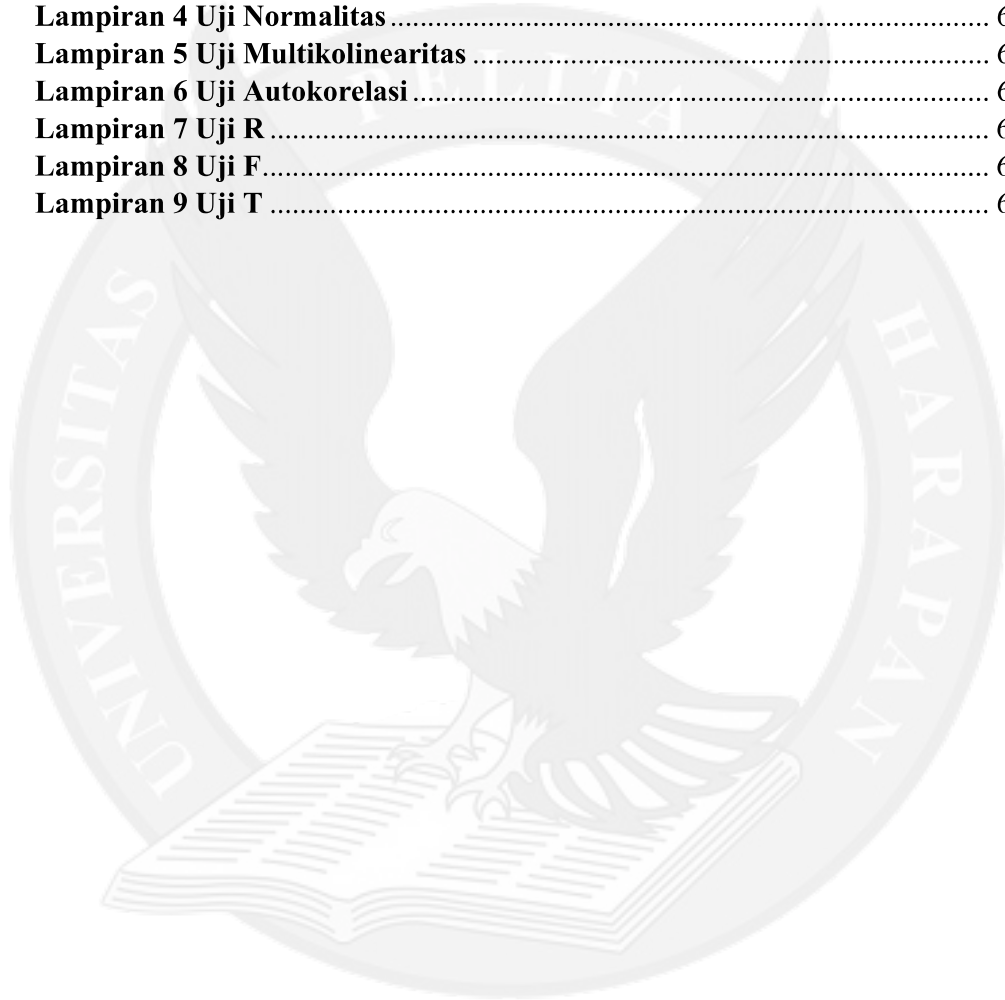 Lampiran 4 Uji Normalitas ........................................................................................ 6
Lampiran 5 Uji Multikolinearitas ............................................................................ 6
Lampiran 6 Uji Autokorelasi ..................................................................................... 6
Lampiran 7 Uji R ......................................................................................................... 6
Lampiran 8 Uji F.......................................................................................................... 6
Lampiran 9 Uji T ......................................................................................................... 6
UNIVERSITAS PELITA HARAPAN